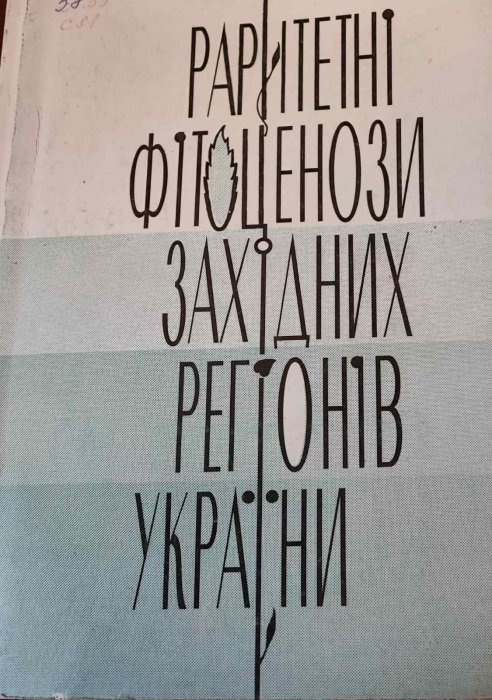 РАРИТЕТНІ
ФІТОЦЕНОЗИ
ЗАХІДНИХ
РЕГІОНІВ
УКРАЇНИ